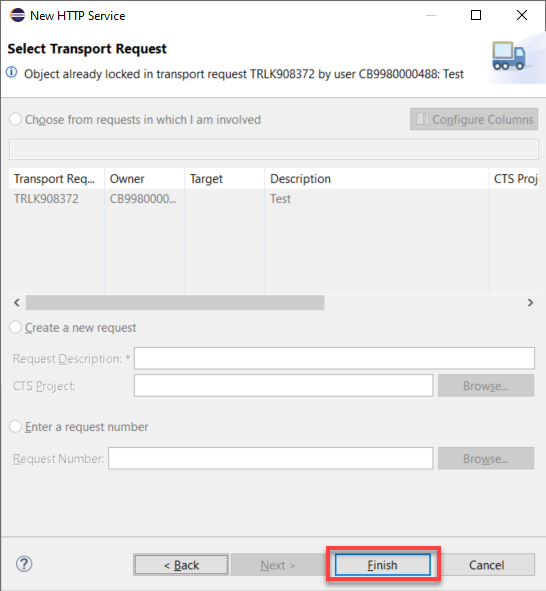 New HTTP Service
Select Transport Request
Object already locked in transport request TRLK908372 by user CB9980000488: Test
Choose from requests in which I am involved
Configure Columns
Transport Req... Owner Target Description CTS Proj
TRLK908372 CB9980000... Test
Create a new request
Request Description: *
CTS Project: Browse...
Enter a request number
Request Number: Browse...
? < Back Next > Finish Cancel